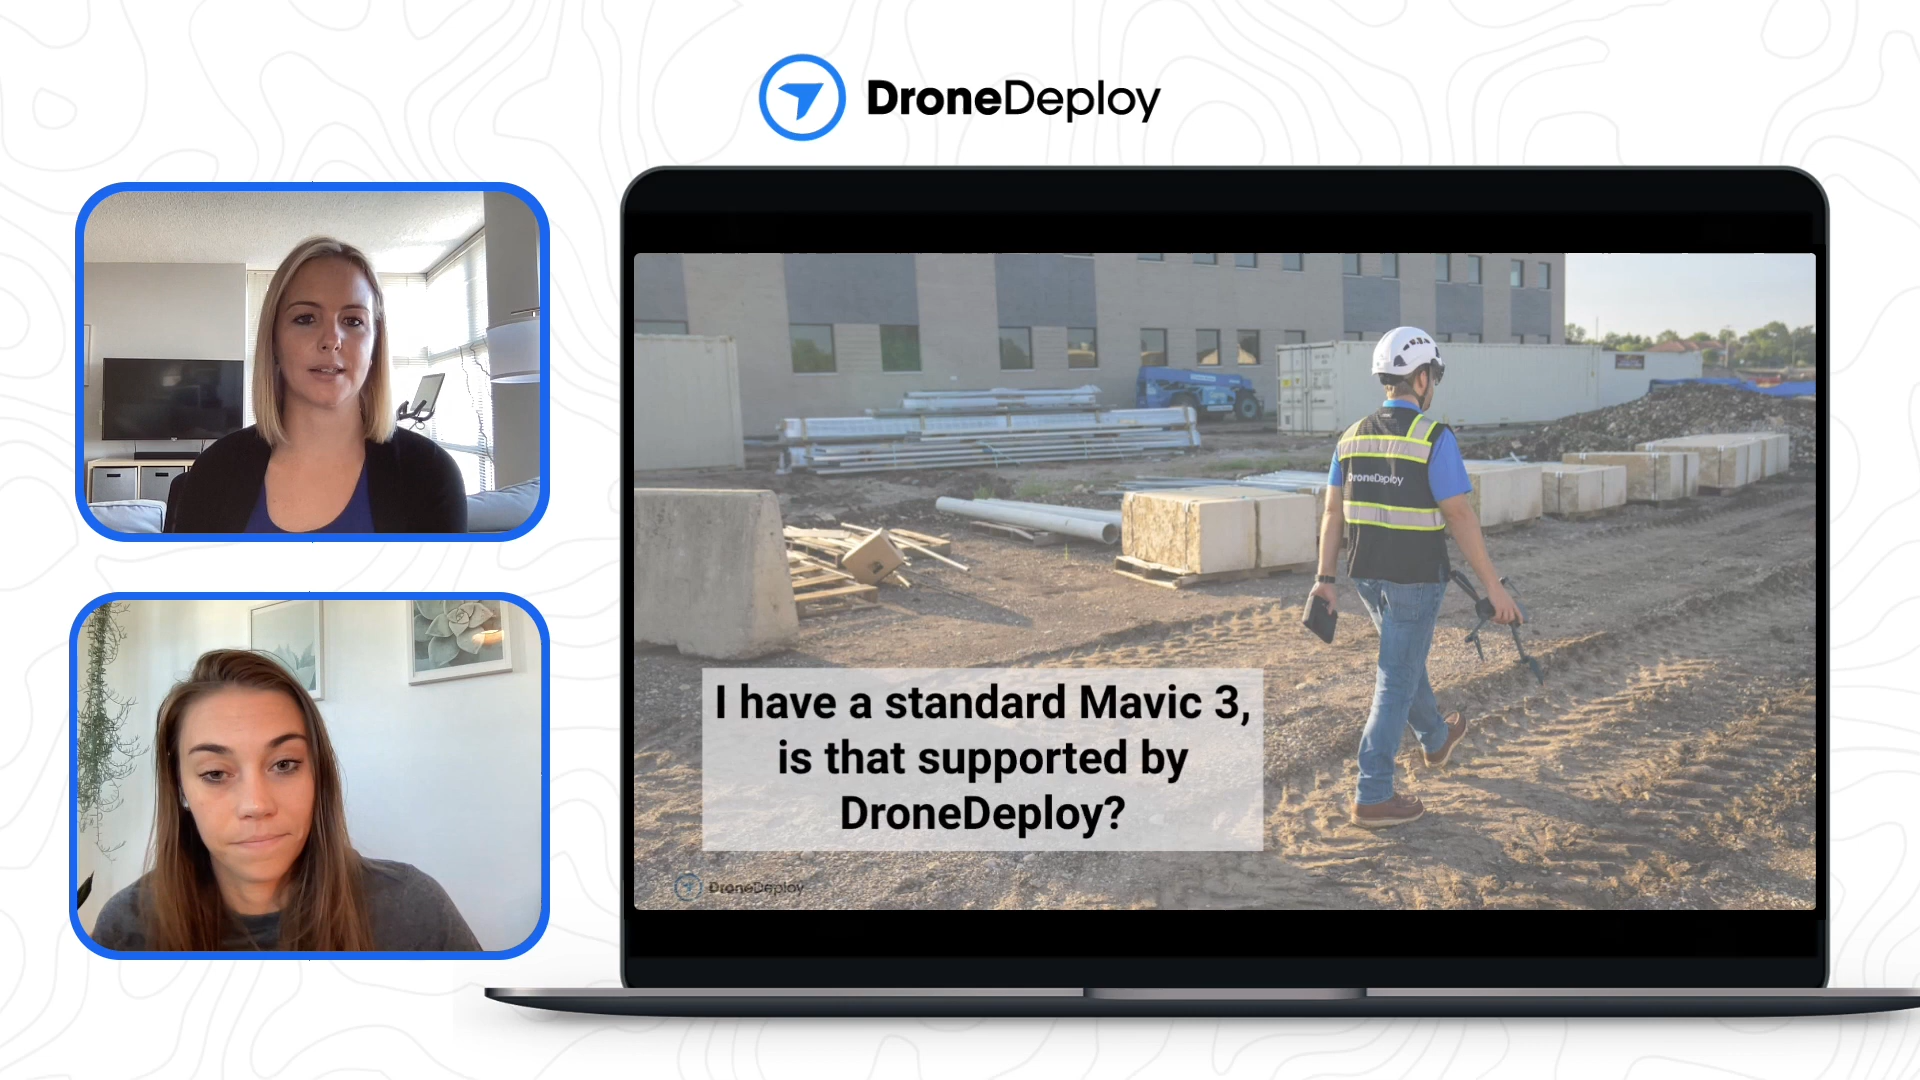 DroneDeploy
DroneDeploy
I have a standard Mavic 3,
is that supported by
DroneDeploy?
DroneDeploy